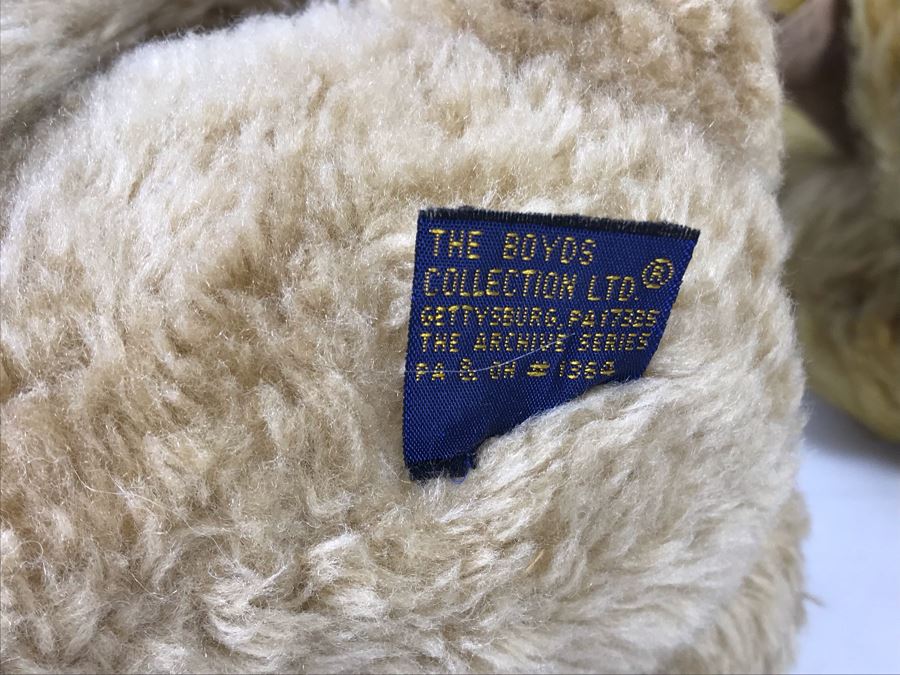 THE BOYDS
COLLECTION LTD.®
GETTYSBURG, PA 17325
THE ARCHIVE SERIES
PA & OH # 1364